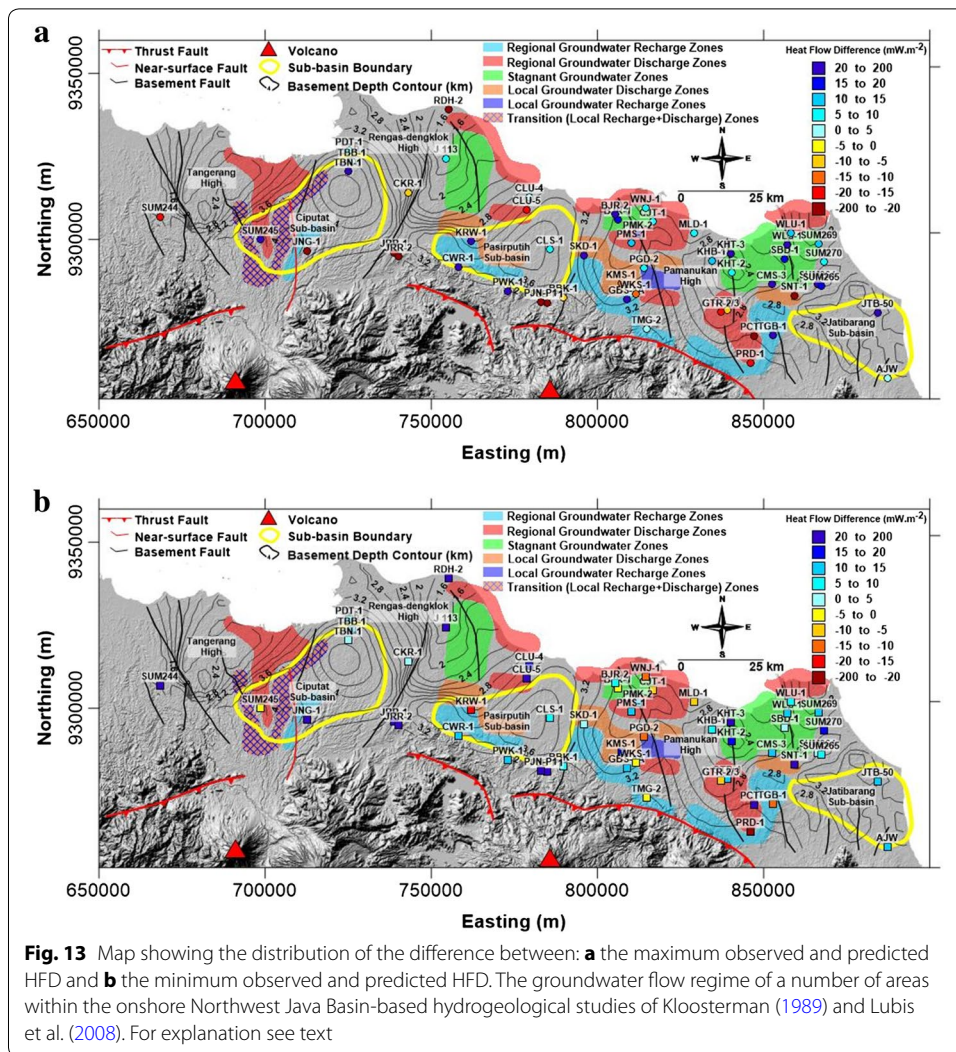 a
Thrust Fault
Near-surface Fault
Basement Fault
Volcano
Sub-basin Boundary
Basement Depth Contour (km)
Regional Groundwater Recharge Zones
Regional Groundwater Discharge Zones
Stagnant Groundwater Zones
Local Groundwater Discharge Zones
Local Groundwater Recharge Zones
Transition (Local Recharge+Discharge) Zones
Heat Flow Difference (mW.m-2)
20 to 200
15 to 20
10 to 15
5 to 10
0 to 5
-5 to 0
-10 to -5
-15 to -10
-20 to -15
-200 to -20
N
W E
S
0 25 km
Northing (m)
9350000
9300000
RDH-2
PDT-1
TBB-1
TBN-1
Rengas-dengklok
High
113
Tangerang
High
CKR-1
CLU-4
CLU-5
SUM244
SUM245
Ciputat
Sub-basin
JNG-1
JRR-2
KRW-1
CWR-1
Pasirputih
Sub-basin
CLS-1
SKD-1
PWK-1
PJN-P11
BJR-2
WNJ-1
PMK-2
PMS-1
PGD-2
KMS-1
WKS-1
TMG-2
MLD-1
Pamanukan
High
KHB-1
KHT-3
KHT-2
WLU-1
SBD-1
CMS-3
SNT-1
SUM269
SUM270
SUM265
GTR-2/3
PCTTGB-1
PRD-1
JTB-50
Jatibarang
Sub-basin
AJW
650000 700000 750000 800000 850000
Easting (m)
b
Thrust Fault
Near-surface Fault
Basement Fault
Volcano
Sub-basin Boundary
Basement Depth Contour (km)
Regional Groundwater Recharge Zones
Regional Groundwater Discharge Zones
Stagnant Groundwater Zones
Local Groundwater Discharge Zones
Local Groundwater Recharge Zones
Transition (Local Recharge+Discharge) Zones
Heat Flow Difference (mW.m-2)
20 to 200
15 to 20
10 to 15
5 to 10
0 to 5
-5 to 0
-10 to -5
-15 to -10
-20 to -15
-200 to -20
N
W E
S
0 25 km
Northing (m)
9350000
9300000
RDH-2
PDT-1
TBB-1
TBN-1
Rengas-dengklok
High
113
Tangerang
High
CKR-1
CLU-4
CLU-5
SUM244
SUM245
Ciputat
Sub-basin
JNG-1
JRR-2
KRW-1
CWR-1
Pasirputih
Sub-basin
CLS-1
SKD-1
PWK-1
BJR-2
WNJ-1
PMK-2
PMS-1
PGD-2
KMS-1
WKS-1
TMG-2
MLD-1
Pamanukan
High
KHB-1
KHT-3
KHT-2
WLU-1
SBD-1
CMS-3
SNT-1
SUM269
SUM270
SUM265
GTR-2/3
PCTTGB-1
PRD-1
JTB-50
Jatibarang
Sub-basin
AJW
650000 700000 750000 800000 850000
Easting (m)
Fig. 13 Map showing the distribution of the difference between: a the maximum observed and predicted
HFD and b the minimum observed and predicted HFD. The groundwater flow regime of a number of areas
within the onshore Northwest Java Basin-based hydrogeological studies of Kloosterman (1989) and Lubis
et al. (2008). For explanation see text